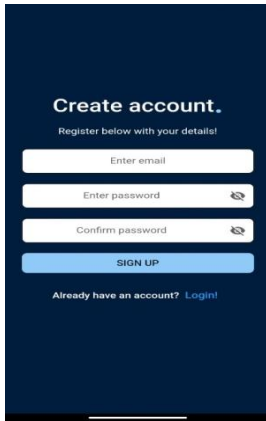 Create account.
Register below with your details!
Enter email
Enter password
Confirm password
SIGN UP
Already have an account? Login!